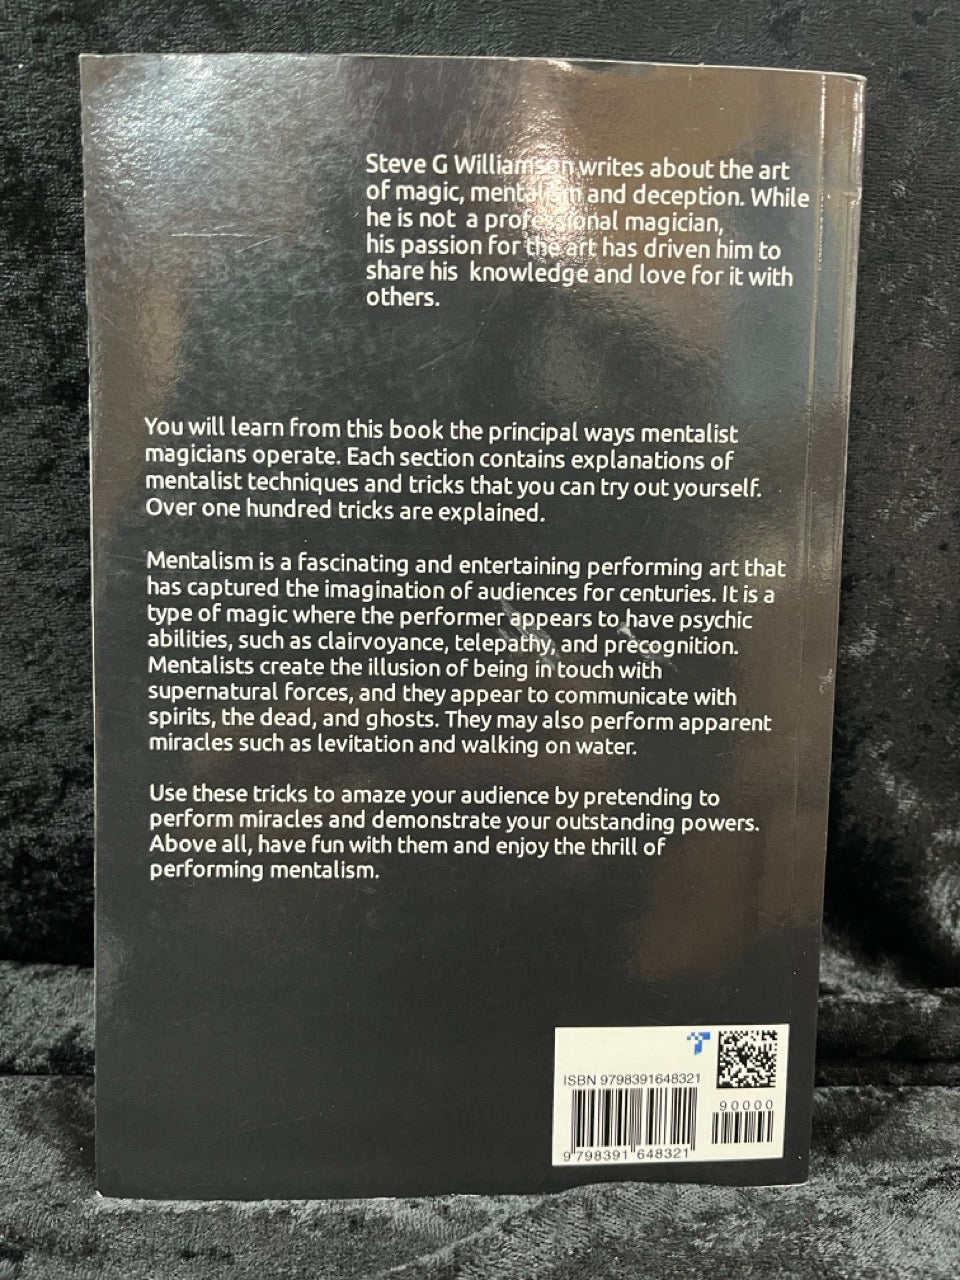 Steve G Williamson writes about the art
of magic, mentalism and deception. While
he is not a professional magician,
his passion for the art has driven him to
share his knowledge and love for it with
others.
You will learn from this book the principal ways mentalist
magicians operate. Each section contains explanations of
mentalist techniques and tricks that you can try out yourself.
Over one hundred tricks are explained.
Mentalism is a fascinating and entertaining performing art that
has captured the imagination of audiences for centuries. It is a
type of magic where the performer appears to have psychic
abilities, such as clairvoyance, telepathy, and precognition.
Mentalists create the illusion of being in touch with
supernatural forces, and they appear to communicate with
spirits, the dead, and ghosts. They may also perform apparent
miracles such as levitation and walking on water.
Use these tricks to amaze your audience by pretending to
perform miracles and demonstrate your outstanding powers.
Above all, have fun with them and enjoy the thrill of
performing mentalism.
ISBN 9798391648321
90000
9 798391 648321